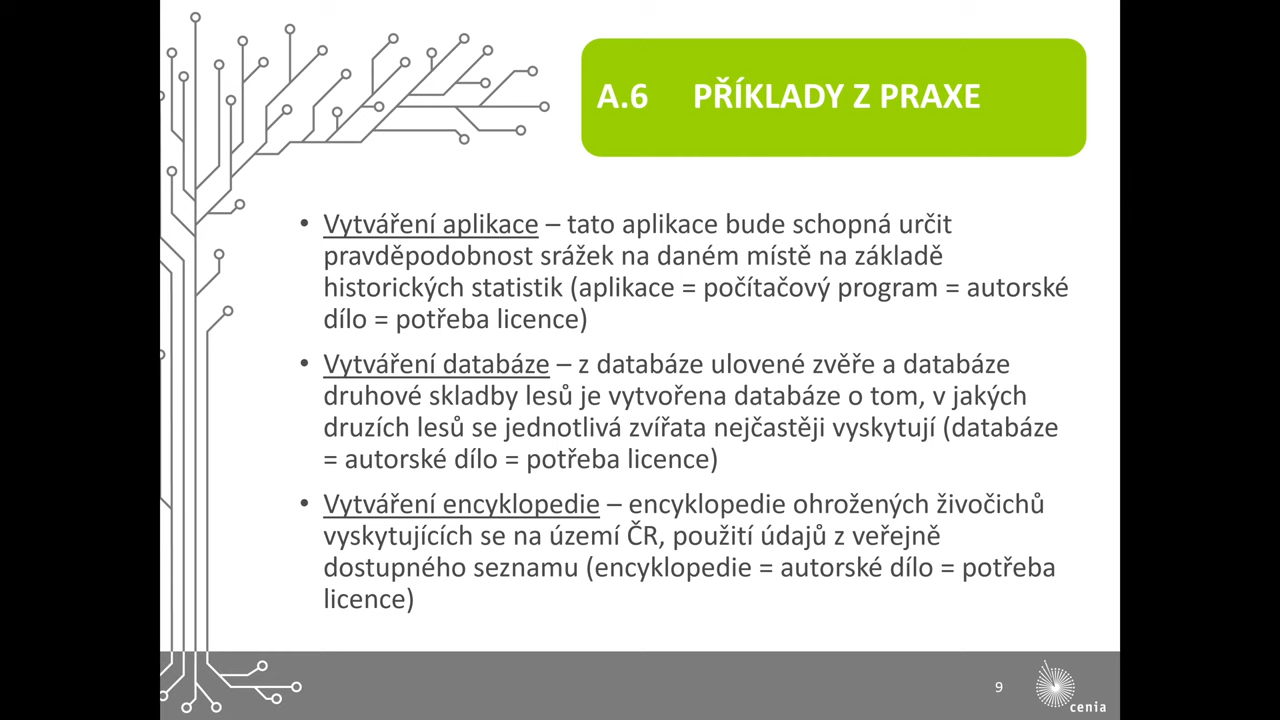 A.6 PŘÍKLADY Z PRAXE
• Vytváření aplikace – tato aplikace bude schopná určit
pravděpodobnost srážek na daném místě na základě
historických statistik (aplikace = počítačový program = autorské
dílo = potřeba licence)
• Vytváření databáze – z databáze ulovené zvěře a databáze
druhové skladby lesů je vytvořena databáze o tom, v jakých
druzích lesů se jednotlivá zvířata nejčastěji vyskytují (databáze
= autorské dílo = potřeba licence)
• Vytváření encyklopedie – encyklopedie ohrožených živočichů
vyskytujících se na území ČR, použití údajů z veřejně
dostupného seznamu (encyklopedie = autorské dílo = potřeba
licence)
9
cenia